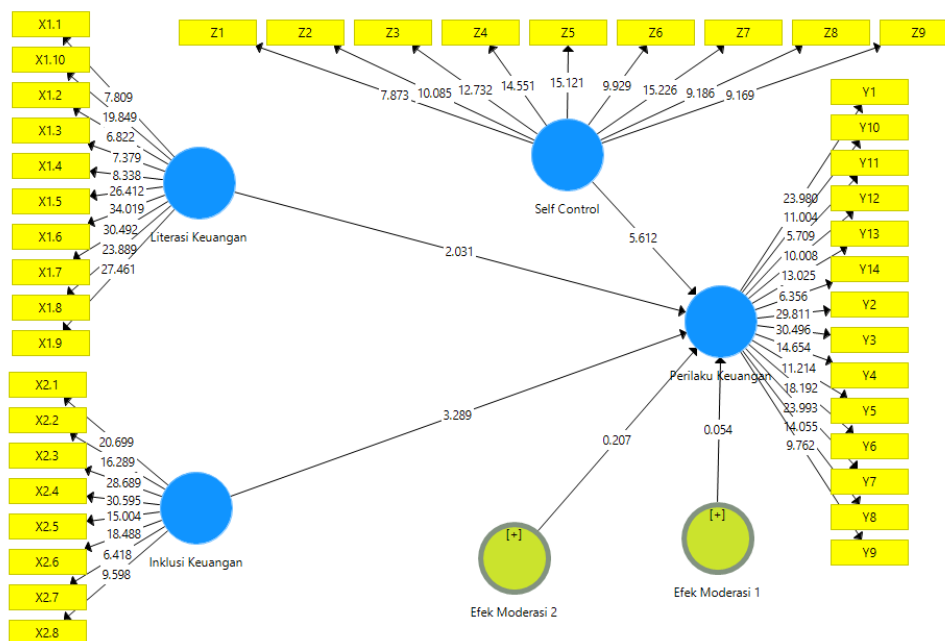 X1.1
X1.10
X1.2
X1.3
X1.4
X1.5
X1.6
X1.7
X1.8
X1.9
7.809
19.849
6.822
7.379
8.338
26.412
34.019
30.492
23.889
27.461
Literasi Keuangan
Z1
Z2
Z3
Z4
Z5
Z6
Z7
Z8
Z9
7.873
10.085
12.732
14.551
15.121
9.929
15.226
9.186
9.169
Self Control
5.612
2.031
X2.1
X2.2
X2.3
X2.4
X2.5
X2.6
X2.7
X2.8
20.699
16.289
28.689
30.595
15.004
18.488
6.418
9.598
Inklusi Keuangan
3.289
0.207
0.054
[+]
Efek Moderasi 2
[+]
Efek Moderasi 1
Perilaku Keuangan
23.980
11.004
5.709
10.008
13.025
6.356
29.811
30.496
14.654
11.214
18.192
23.993
14.055
9.762
Y1
Y10
Y11
Y12
Y13
Y14
Y2
Y3
Y4
Y5
Y6
Y7
Y8
Y9